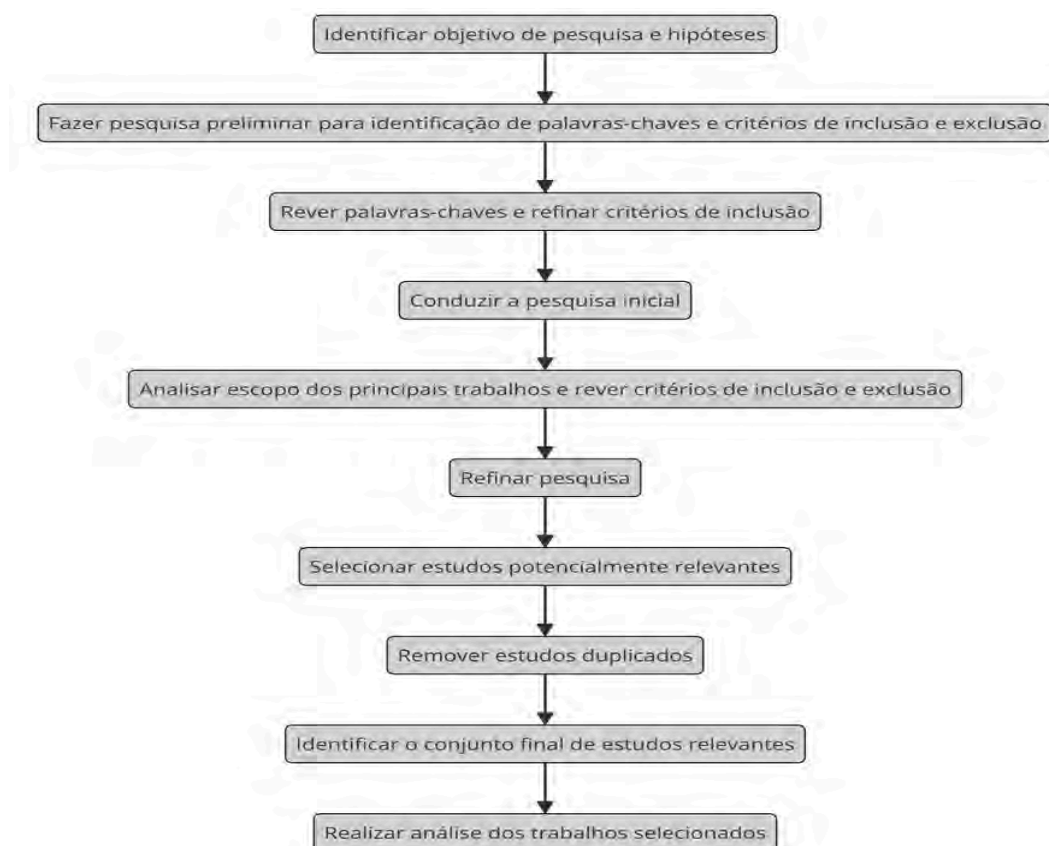 Identificar objetivo de pesquisa e hipóteses
Fazer pesquisa preliminar para identificação de palavras-chaves e critérios de inclusão e exclusão
Rever palavras-chaves e refinar critérios de inclusão
Conduzir a pesquisa inicial
Analisar escopo dos principais trabalhos e rever critérios de inclusão e exclusão
Refinar pesquisa
Selecionar estudos potencialmente relevantes
Remover estudos duplicados
Identificar o conjunto final de estudos relevantes
Realizar análise dos trabalhos selecionados